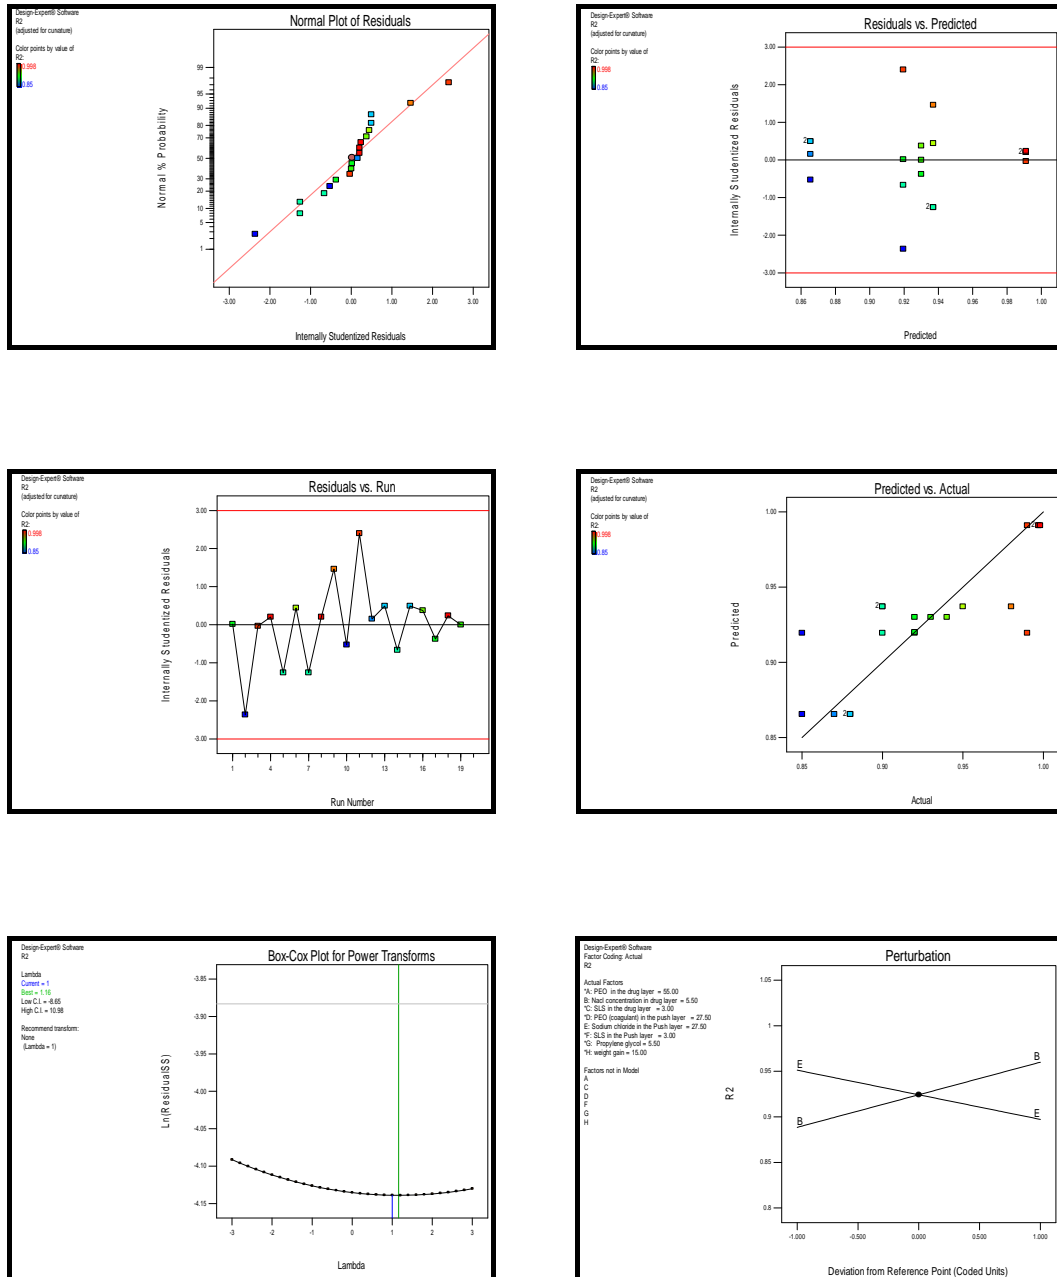 Design-Expert® Software
R2
(adjusted for curvature)
Color points by value of
R2:
0.998
0.85
Normal Plot of Residuals
Normal % Probability
99
95
90
80
70
50
30
20
10
5
1
-3.00 -2.00 -1.00 0.00 1.00 2.00 3.00
Internally Studentized Residuals
Design-Expert® Software
R2
(adjusted for curvature)
Color points by value of
R2:
0.998
0.85
Residuals vs. Predicted
Internally Studentized Residuals
3.00
2.00
1.00
0.00
-1.00
-2.00
-3.00
2
2
2
0.86 0.88 0.90 0.92 0.94 0.96 0.98 1.00
Predicted
Design-Expert® Software
R2
(adjusted for curvature)
Color points by value of
R2:
0.998
0.85
Residuals vs. Run
Internally Studentized Residuals
3.00
2.00
1.00
0.00
-1.00
-2.00
-3.00
1 4 7 10 13 16 19
Run Number
Design-Expert® Software
R2
(adjusted for curvature)
Color points by value of
R2:
0.998
0.85
Predicted vs. Actual
Predicted
1.00
0.95
0.90
0.85
2
2
2
0.85 0.90 0.95 1.00
Actual
Design-Expert® Software
R2
Lambda
Current = 1
Best = 1.16
Low C.I. = -8.65
High C.I. = 10.98
Recommend transform:
None
(Lambda = 1)
Box-Cox Plot for Power Transforms
Ln(ResidualSS)
-3.85
-3.90
-3.95
-4.00
-4.05
-4.10
-4.15
-3 -2 -1 0 1 2 3
Lambda
Design-Expert® Software
Factor Coding: Actual
R2
Actual Factors
*A: PEO in the drug layer = 55.00
B: Nacl concentration in drug layer = 5.50
*C: SLS in the drug layer = 3.00
*D: PEO (coagulant) in the push layer = 27.50
E: Sodium chloride in the Push layer = 27.50
*F: SLS in the Push layer = 3.00
*G: Propylene glycol = 5.50
*H: weight gain = 15.00
Factors not in Model
A
C
D
F
G
H
Perturbation
R2
1.05
1
0.95
0.9
0.85
0.8
E
B
B
E
-1.000 -0.500 0.000 0.500 1.000
Deviation from Reference Point (Coded Units)